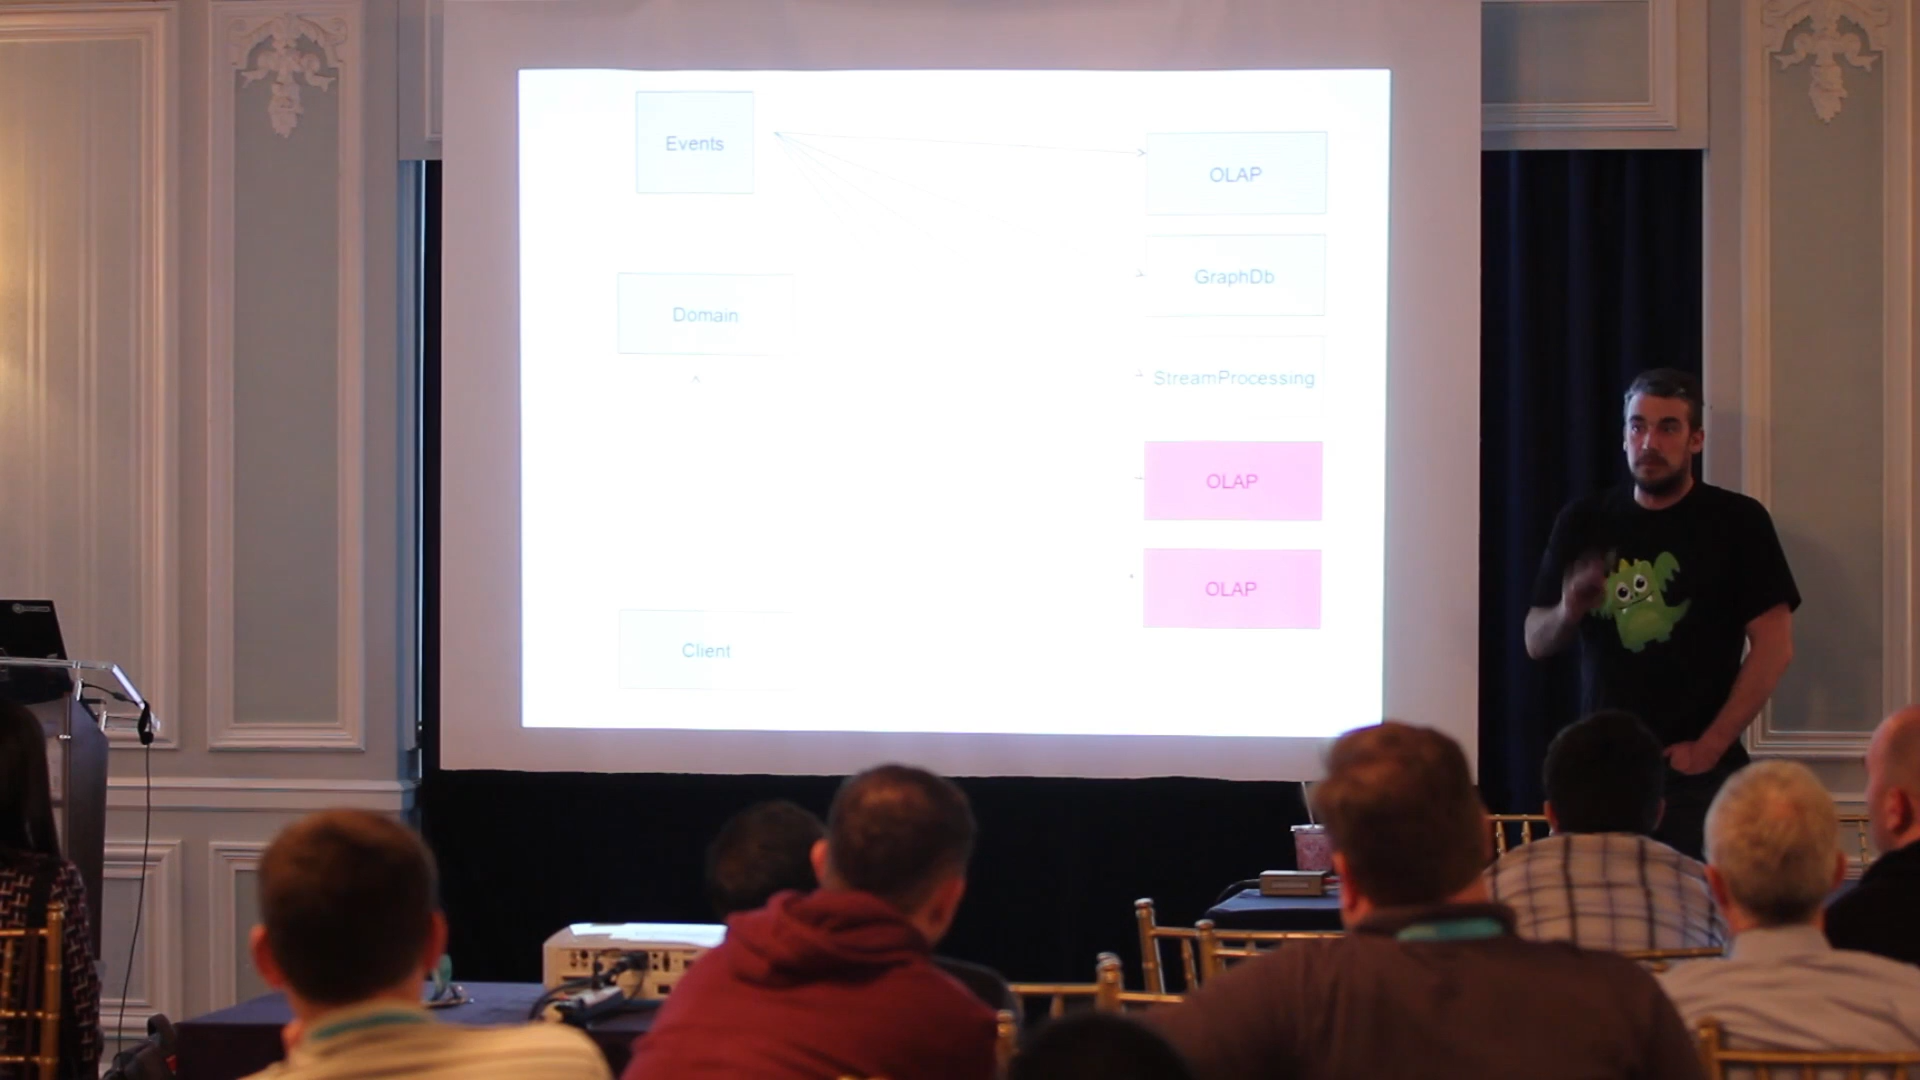 Events
OLAP
GraphDb
Domain
StreamProcessing
OLAP
OLAP
Client